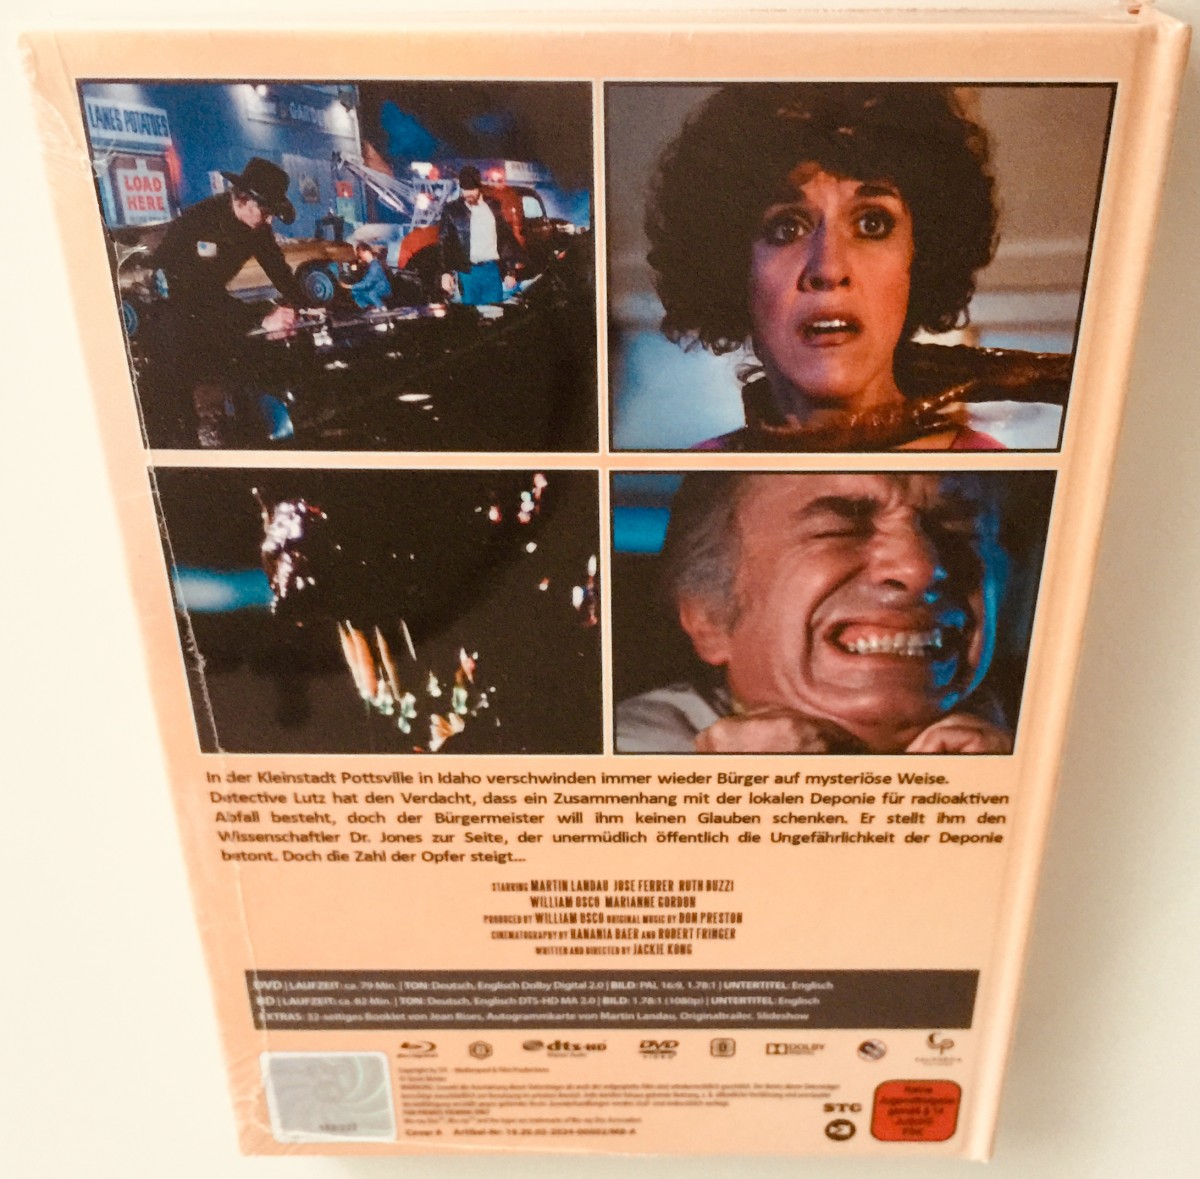 LAMES POTATOES
LOAD
HERE
In der Kleinstadt Pottsville in Idaho verschwinden immer wieder Bürger auf mysteriöse Weise.
Detective Lutz hat den Verdacht, dass ein Zusammenhang mit der lokalen Deponie für radioaktiven
Abfall besteht, doch der Bürgermeister will ihm keinen Glauben schenken. Er stellt ihm den
Wissenschaftler Dr. Jones zur Seite, der unermüdlich öffentlich die Ungefährlichkeit der Deponie
betont. Doch die Zahl der Opfer steigt...
STARRING MARTIN LANDAU JOSE FERRER RUTH BUZZI
WILLIAM OSCO MARIANNE GORDON
PRODUCED BY WILLIAM OSCO ORIGINAL MUSIC BY DON PRESTON
CINEMATOGRAPHY BY HANANIA BAER AND ROBERT FRINGER
WRITTEN AND DIRECTED BY JACKIE KONG
DVD | LAUFZEIT: ca. 79 Min. | TON: Deutsch, Englisch Dolby Digital 2.0 | BILD: PAL 16:9, 1.78:1 | UNTERTITEL: Englisch
BD | LAUFZEIT: ca. 82 Min. | TON: Deutsch, Englisch DTS-HD MA 2.0 | BILD: 1.78:1 (1080p) | UNTERTITEL: Englisch
EXTRAS: 32-seitiges Booklet von Jean Rises, Autogrammkarte von Martin Landau, Originaltrailer, Slideshow
dts-HD
DVD
VIDEO
DOLBY
STC
Cover A